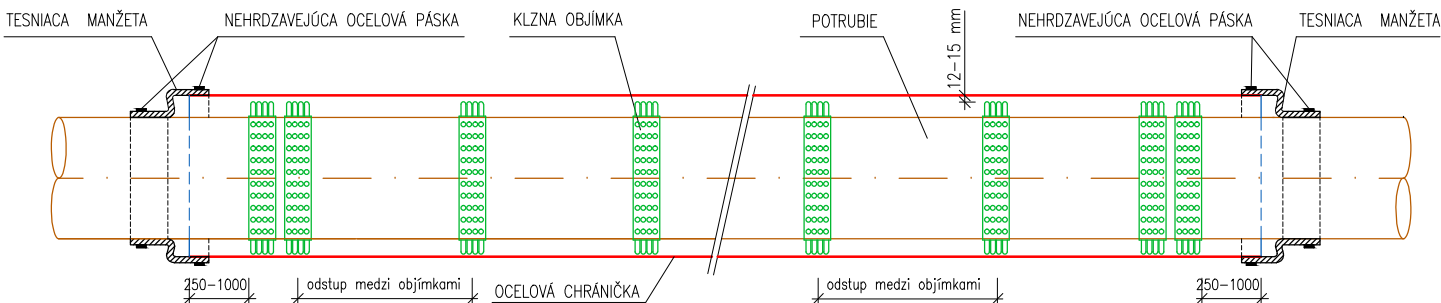 TESNIACA MANŽETA
NEHRDZAVEJÚCA OCELOVÁ PÁSKA
KLZNA OBJÍMKA
POTRUBIE
12-15 mm
NEHRDZAVEJÚCA OCELOVÁ PÁSKA
TESNIACA MANŽETA
250-1000
odstup medzi objímkami
OCELOVÁ CHRÁNIČKA
odstup medzi objímkami
250-1000